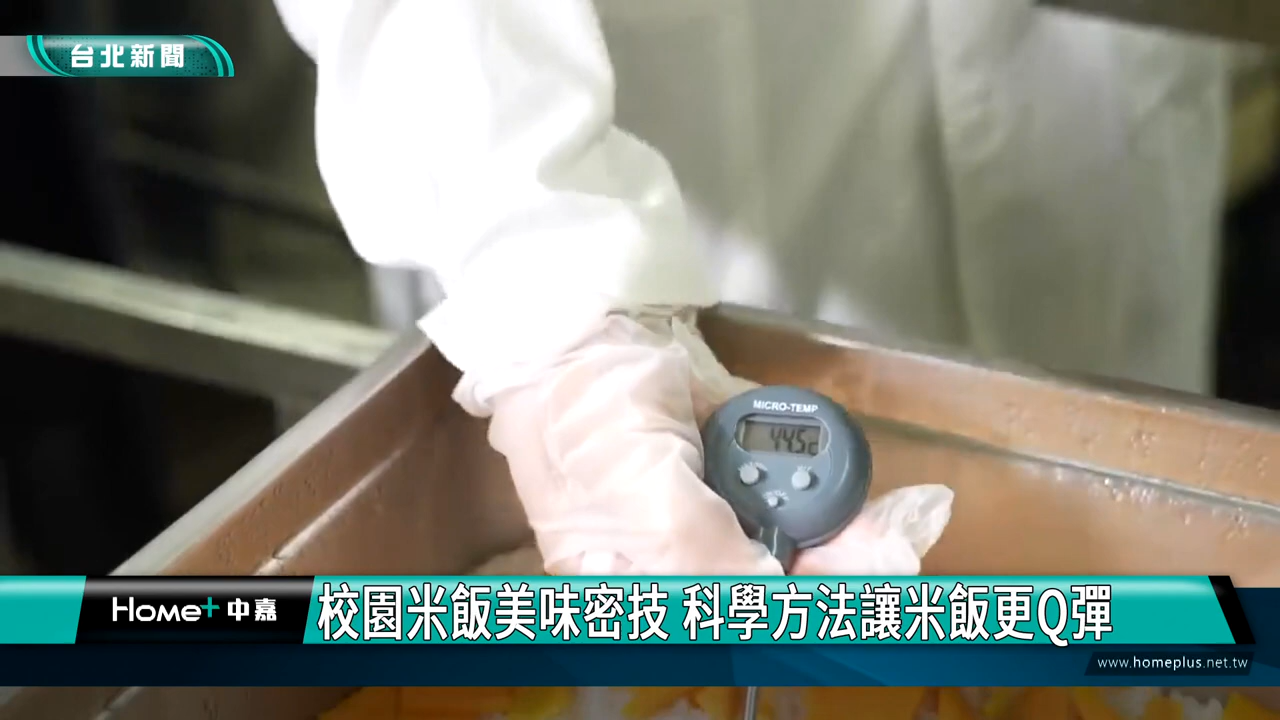 台北新聞
MICRO-TEMP
44.5c
Home+ 中嘉
校園米飯美味密技 科學方法讓米飯更Q彈
www.homeplus.net.tw